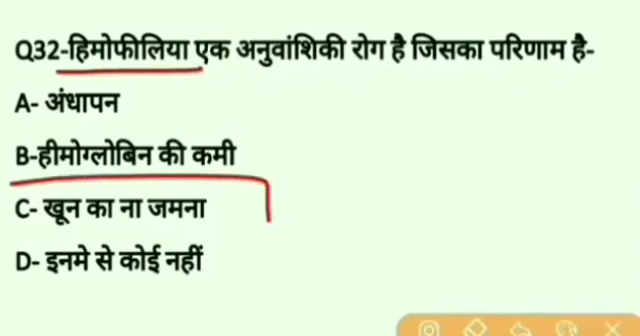 Q32-हिमोफीलिया एक अनुवांशिकी रोग है जिसका परिणाम है-
A- अंधापन
B-हीमोग्लोबिन की कमी
C- खून का ना जमना
D- इनमे से कोई नहीं